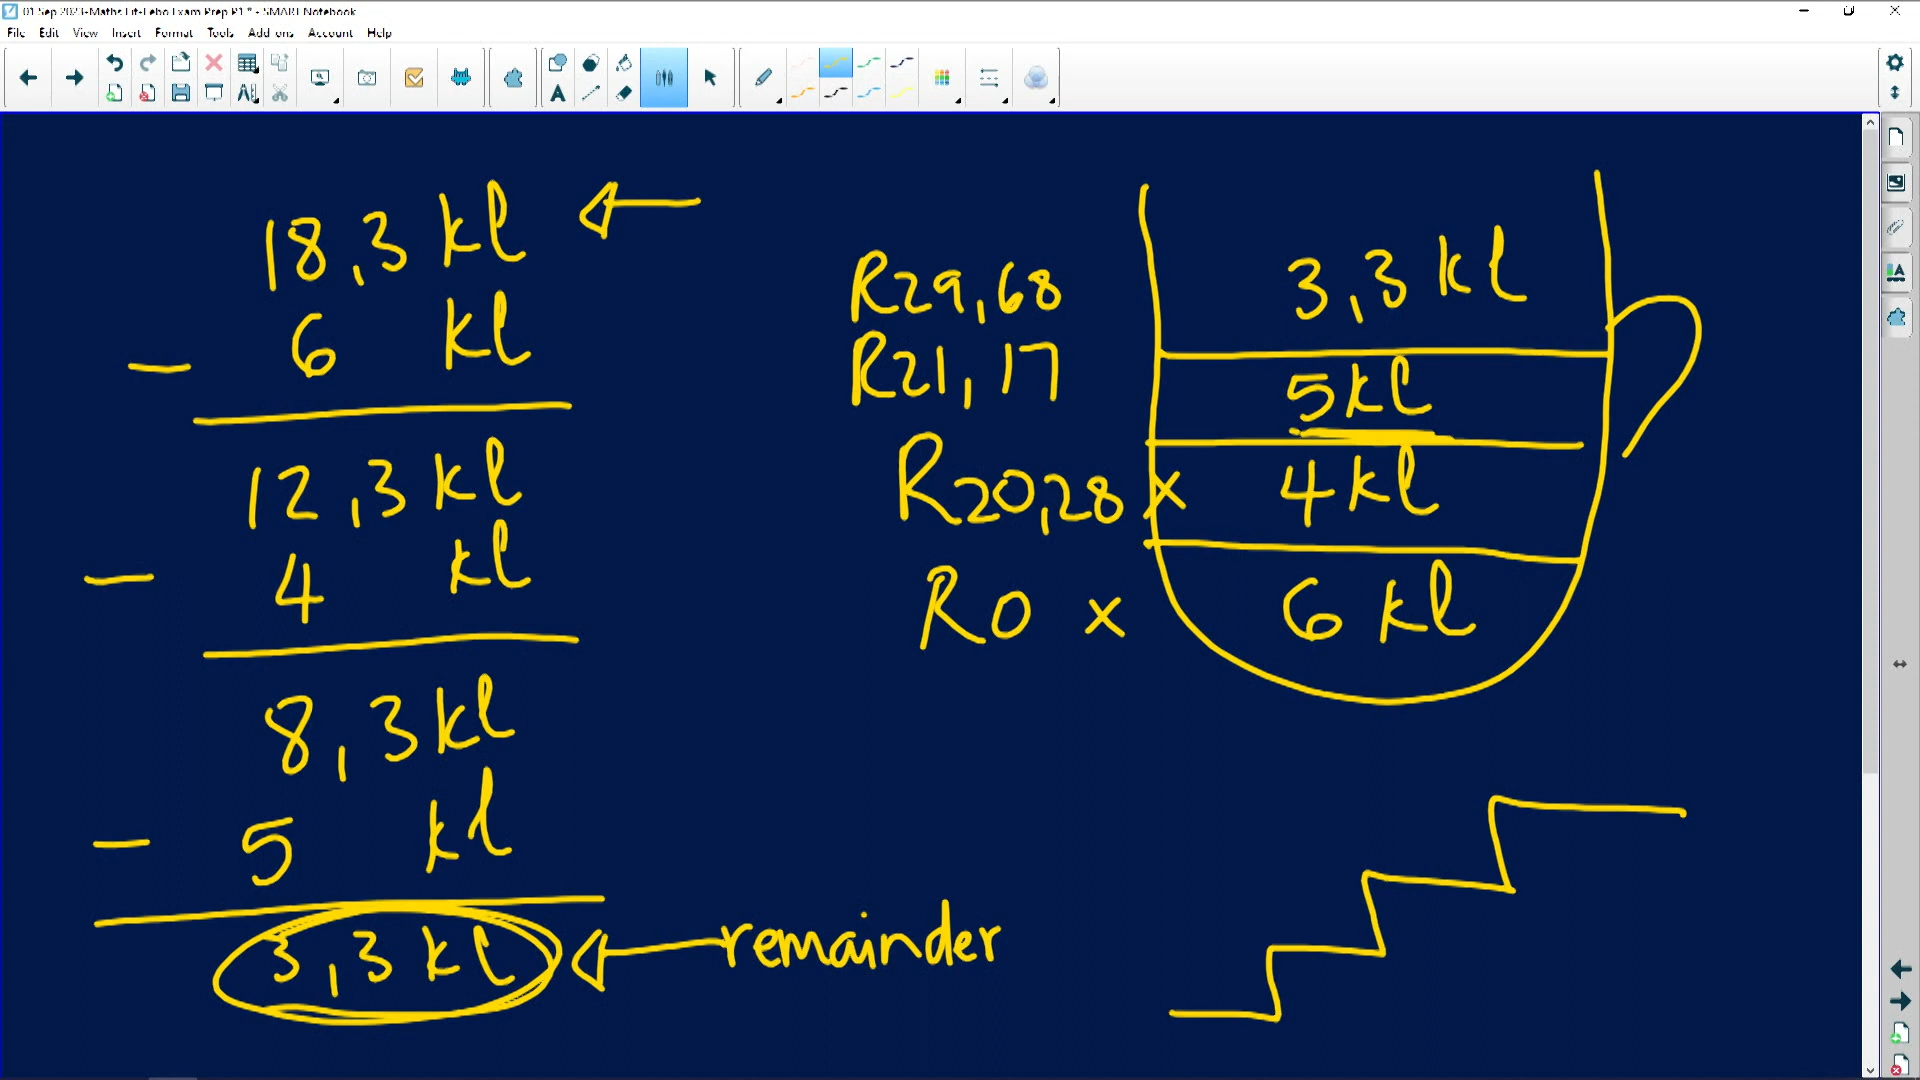 File Edit View Insert Format Tools Add-ons Account Help
18,3 kl
− 6 kl
12,3 kl
− 4 kl
8,3 kl
− 5 kl
3,3 kl
remainder
R29,68 3,3 kl
R21,17 5 kl
R20,28 x 4 kl
R0 x 6 kl